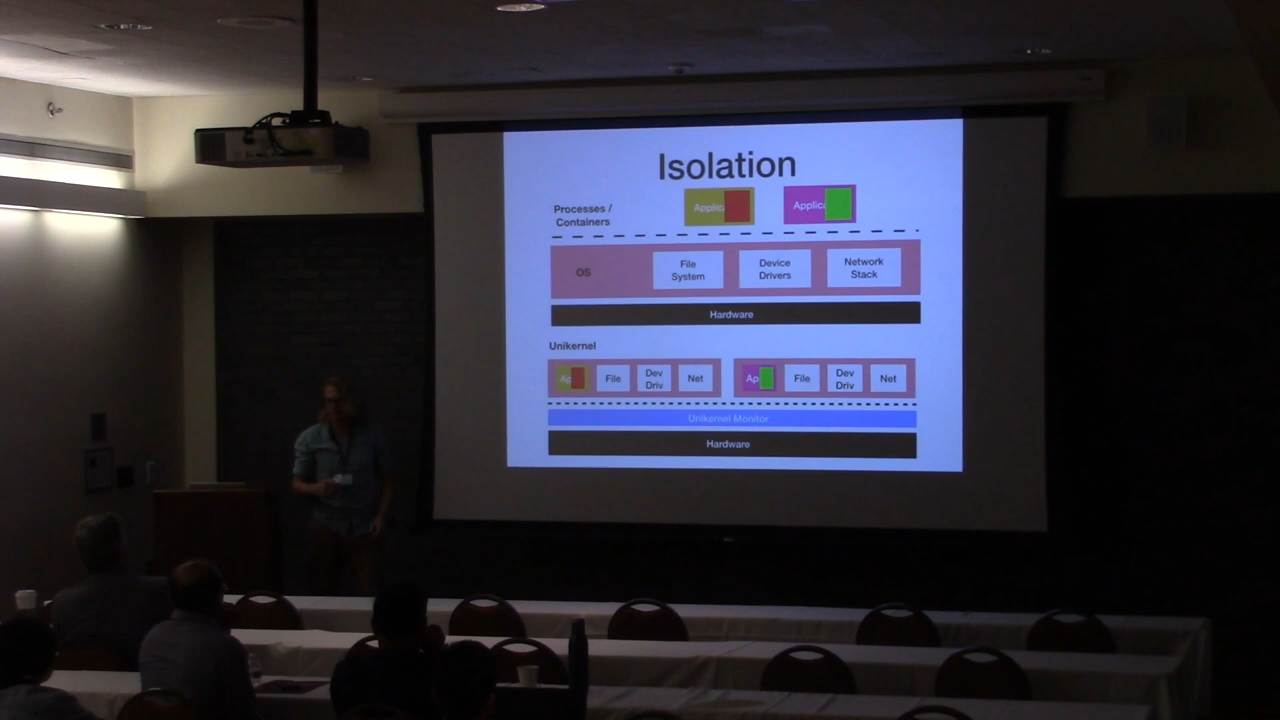 Isolation
Processes /
Containers
Applica
Applica
OS
File
System
Device
Drivers
Network
Stack
Hardware
Unikernel
Ap
File
Dev
Driv
Net
Ap
File
Dev
Driv
Net
Unikernel Monitor
Hardware